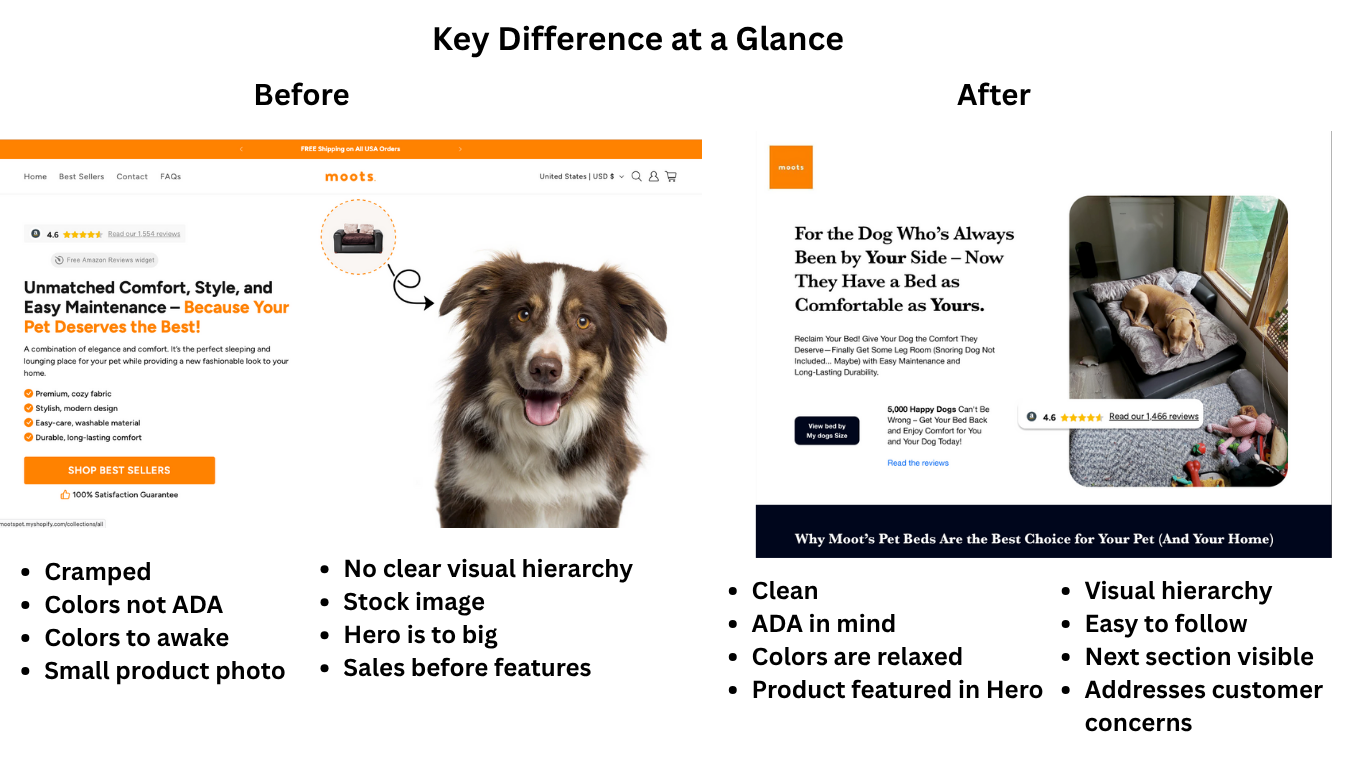 Key Difference at a Glance
Before
After
FREE Shipping on All USA Orders
Home Best Sellers Contact FAQs
moots.
United States | USD $
4.6 Read our 1,554 reviews
Free Amazon Reviews widget
Unmatched Comfort, Style, and
Easy Maintenance – Because Your
Pet Deserves the Best!
A combination of elegance and comfort. It's the perfect sleeping and
lounging place for your pet while providing a new fashionable look to your
home.
Premium, cozy fabric
Stylish, modern design
Easy-care, washable material
Durable, long-lasting comfort
SHOP BEST SELLERS
100% Satisfaction Guarantee
mootspot.myshopify.com/collections/all
moots
For the Dog Who's Always
Been by Your Side – Now
They Have a Bed as
Comfortable as Yours.
Reclaim Your Bed! Give Your Dog the Comfort They
Deserve—Finally Get Some Leg Room (Snoring Dog Not
Included... Maybe) with Easy Maintenance and
Long-Lasting Durability.
View bed by
My dogs Size
5,000 Happy Dogs Can't Be
Wrong – Get Your Bed Back
and Enjoy Comfort for You
and Your Dog Today!
Read the reviews
4.6 Read our 1,466 reviews
Why Moot's Pet Beds Are the Best Choice for Your Pet (And Your Home)
• Cramped
• Colors not ADA
• Colors to awake
• Small product photo
• No clear visual hierarchy
• Stock image
• Hero is to big
• Sales before features
• Clean
• ADA in mind
• Colors are relaxed
• Product featured in Hero
• Visual hierarchy
• Easy to follow
• Next section visible
• Addresses customer
concerns